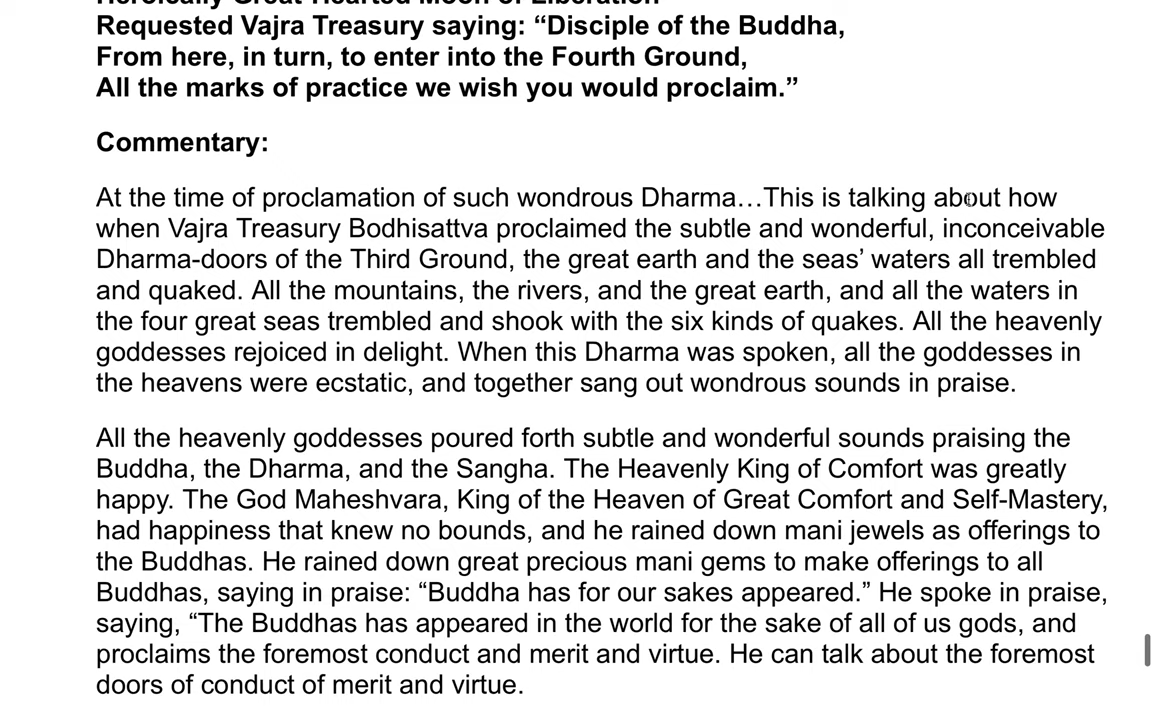 Heroically Great Hearted Moon of Liberation
Requested Vajra Treasury saying: “Disciple of the Buddha,
From here, in turn, to enter into the Fourth Ground,
All the marks of practice we wish you would proclaim.”
Commentary:
At the time of proclamation of such wondrous Dharma…This is talking about how
when Vajra Treasury Bodhisattva proclaimed the subtle and wonderful, inconceivable
Dharma-doors of the Third Ground, the great earth and the seas’ waters all trembled
and quaked. All the mountains, the rivers, and the great earth, and all the waters in
the four great seas trembled and shook with the six kinds of quakes. All the heavenly
goddesses rejoiced in delight. When this Dharma was spoken, all the goddesses in
the heavens were ecstatic, and together sang out wondrous sounds in praise.
All the heavenly goddesses poured forth subtle and wonderful sounds praising the
Buddha, the Dharma, and the Sangha. The Heavenly King of Comfort was greatly
happy. The God Maheshvara, King of the Heaven of Great Comfort and Self-Mastery,
had happiness that knew no bounds, and he rained down mani jewels as offerings to
the Buddhas. He rained down great precious mani gems to make offerings to all
Buddhas, saying in praise: “Buddha has for our sakes appeared.” He spoke in praise,
saying, “The Buddhas has appeared in the world for the sake of all of us gods, and
proclaims the foremost conduct and merit and virtue. He can talk about the foremost
doors of conduct of merit and virtue.